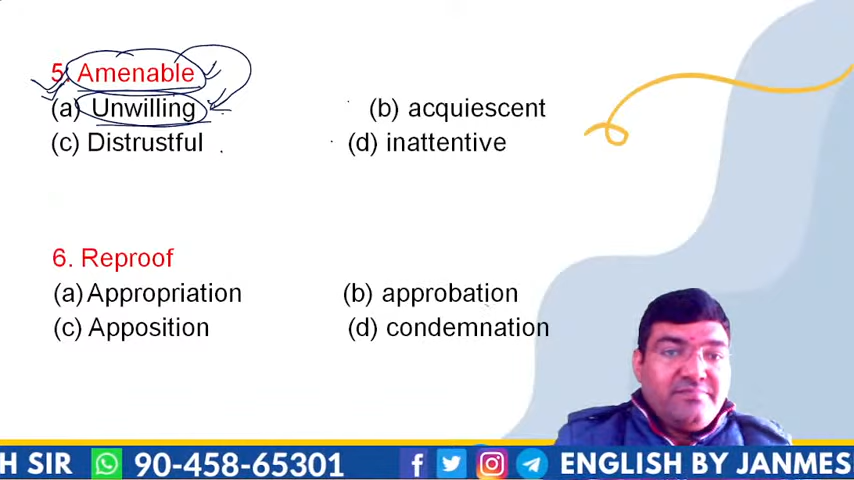 5. Amenable
(a) Unwilling (b) acquiescent
(c) Distrustful (d) inattentive
6. Reproof
(a) Appropriation (b) approbation
(c) Apposition (d) condemnation
H SIR 90-458-65301 ENGLISH BY JANMES